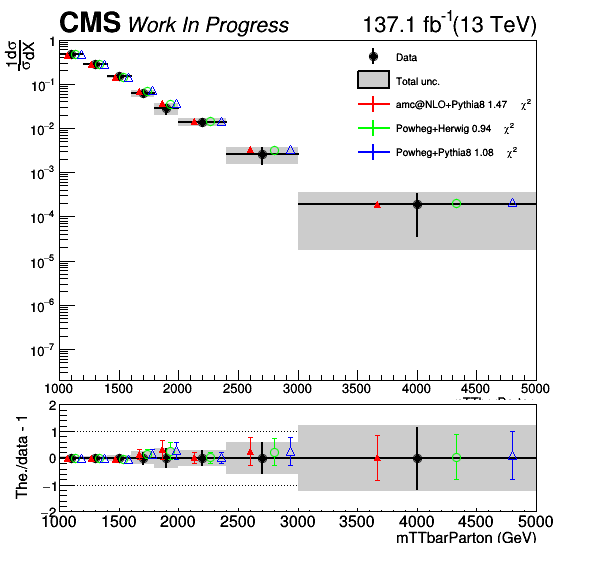 CMS Work In Progress 137.1 fb⁻¹(13 TeV)
1 dσ
σ dX
Data
Total unc.
amc@NLO+Pythia8 1.47 χ²
Powheg+Herwig 0.94 χ²
Powheg+Pythia8 1.08 χ²
1
10⁻¹
10⁻²
10⁻³
10⁻⁴
10⁻⁵
10⁻⁶
10⁻⁷
1000 1500 2000 2500 3000 3500 4000 4500 5000
The./data - 1
2
1
0
−1
−2
1000 1500 2000 2500 3000 3500 4000 4500 5000
mTTbarParton (GeV)